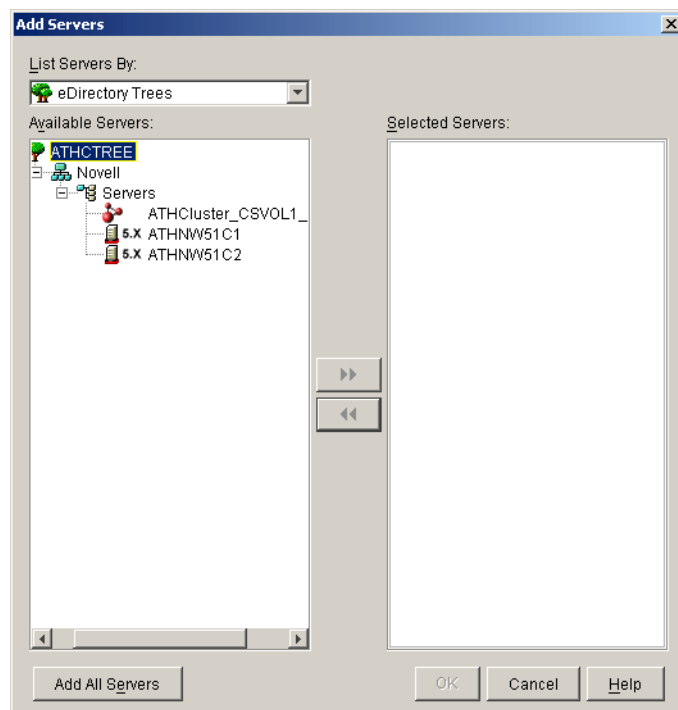 Add Servers
List Servers By:
eDirectory Trees
Available Servers:
Selected Servers:
ATHCTREE
Novell
Servers
ATHCluster_CSVOL1_
5.X ATHNW51C1
5.X ATHNW51C2
Add All Servers
OK
Cancel
Help